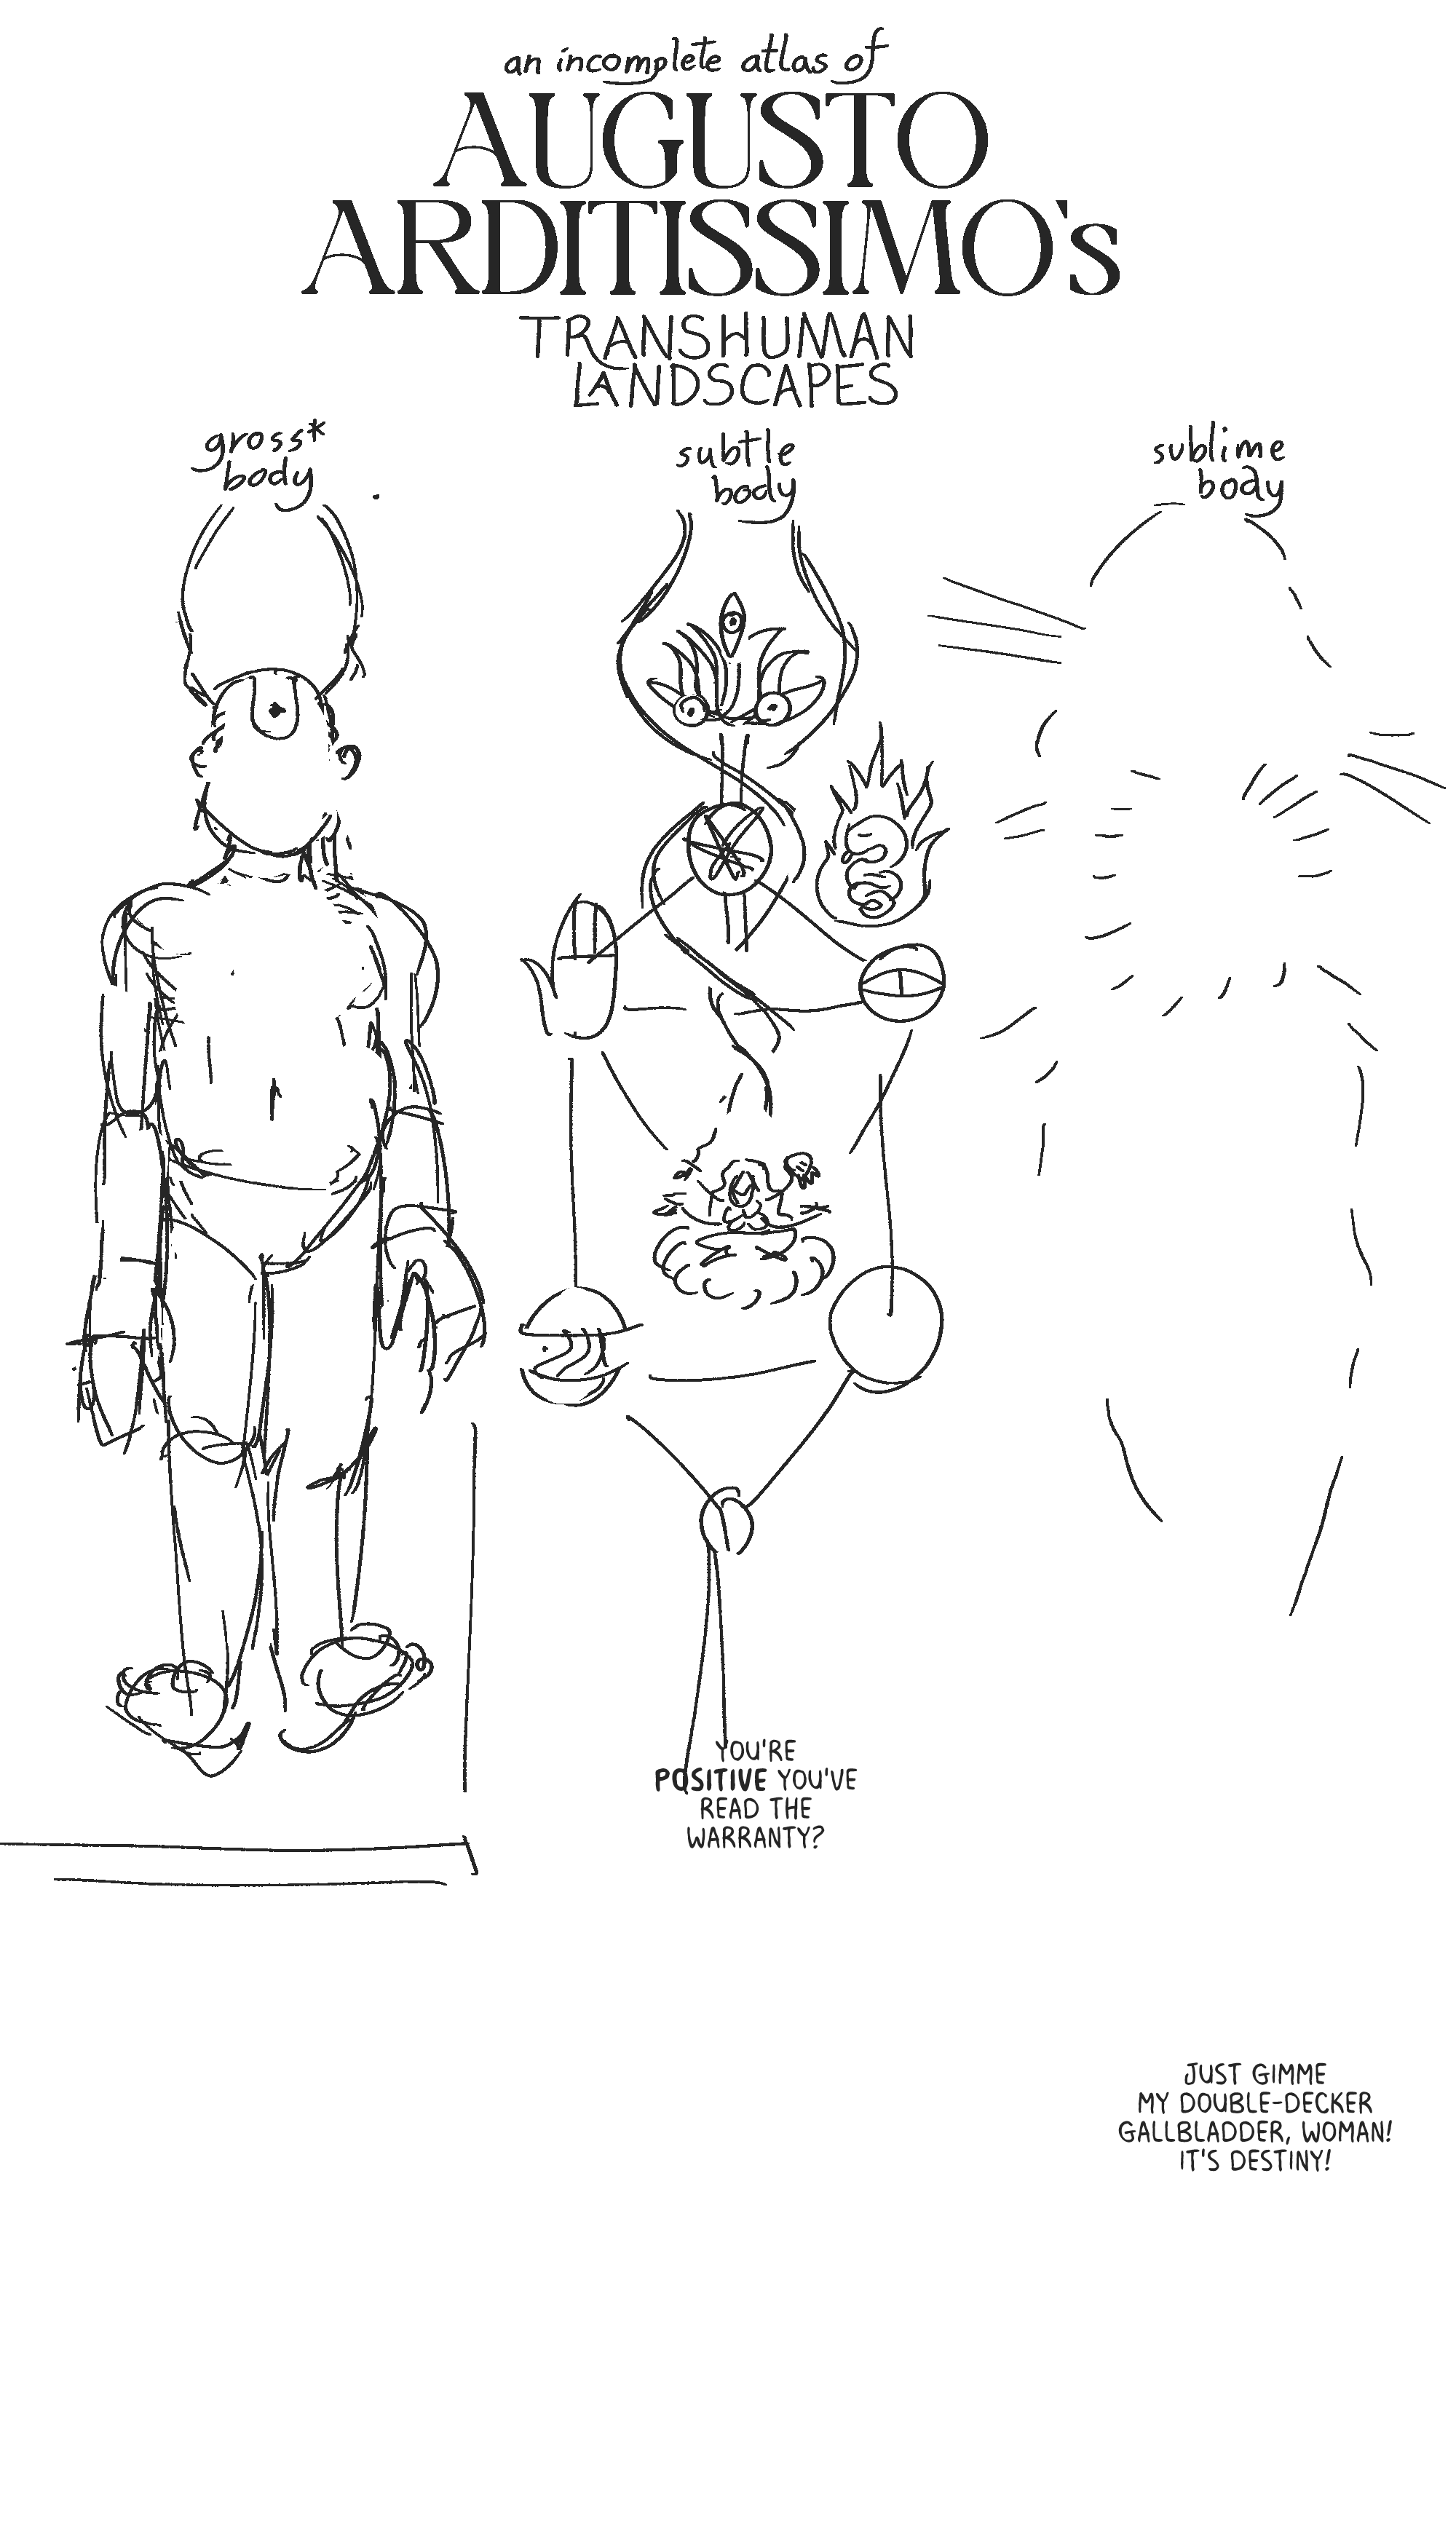 an incomplete atlas of
AUGUSTO
ARDITISSIMO's
TRANSHUMAN
LANDSCAPES
gross*
body
subtle
body
sublime
body
YOU'RE
POSITIVE YOU'VE
READ THE
WARRANTY?
JUST GIMME
MY DOUBLE-DECKER
GALLBLADDER, WOMAN!
IT'S DESTINY!